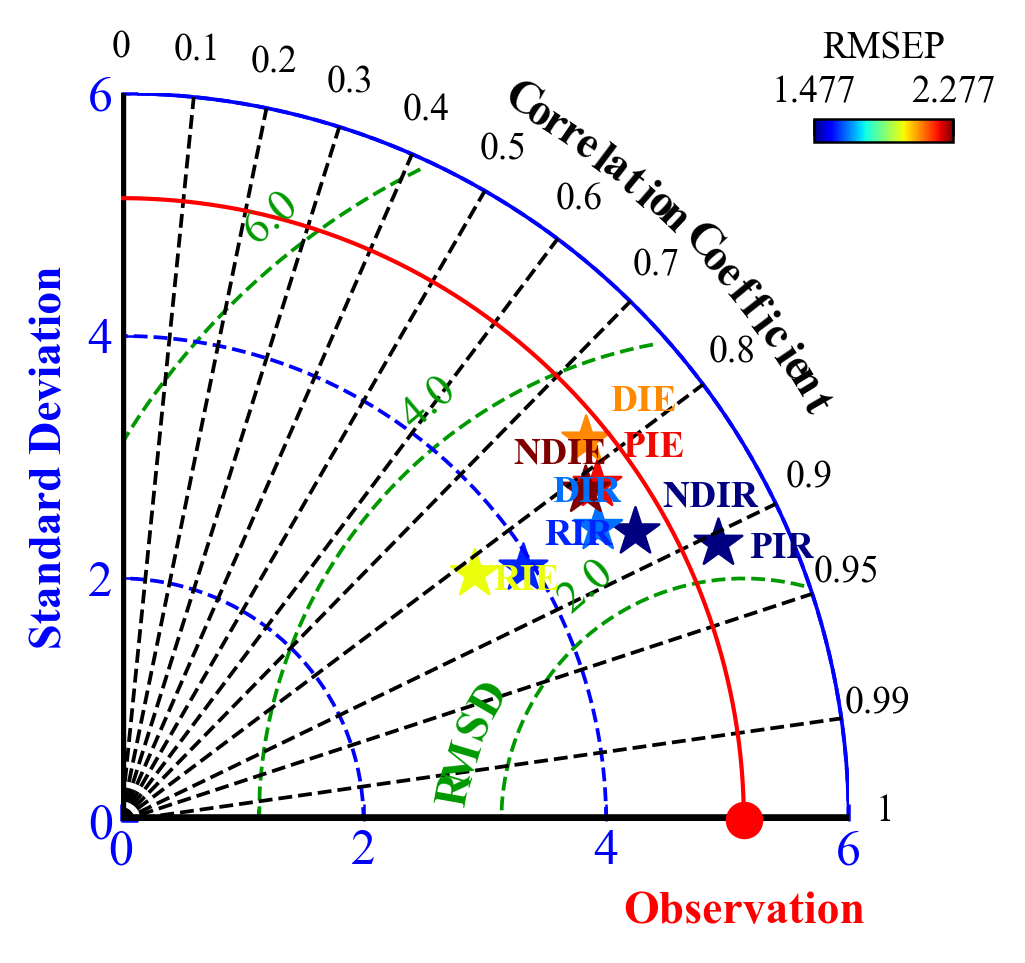 0
0.1
0.2
0.3
0.4
0.5
0.6
0.7
0.8
0.9
0.95
0.99
1
Correlation Coefficient
RMSEP
1.477 2.277
6
4
2
0
Standard Deviation
6.0
4.0
2.0
RMSD
DIE
NDIE
PIE
DIR
NDIR
RIR
PIR
RIE
0 2 4 6
Observation